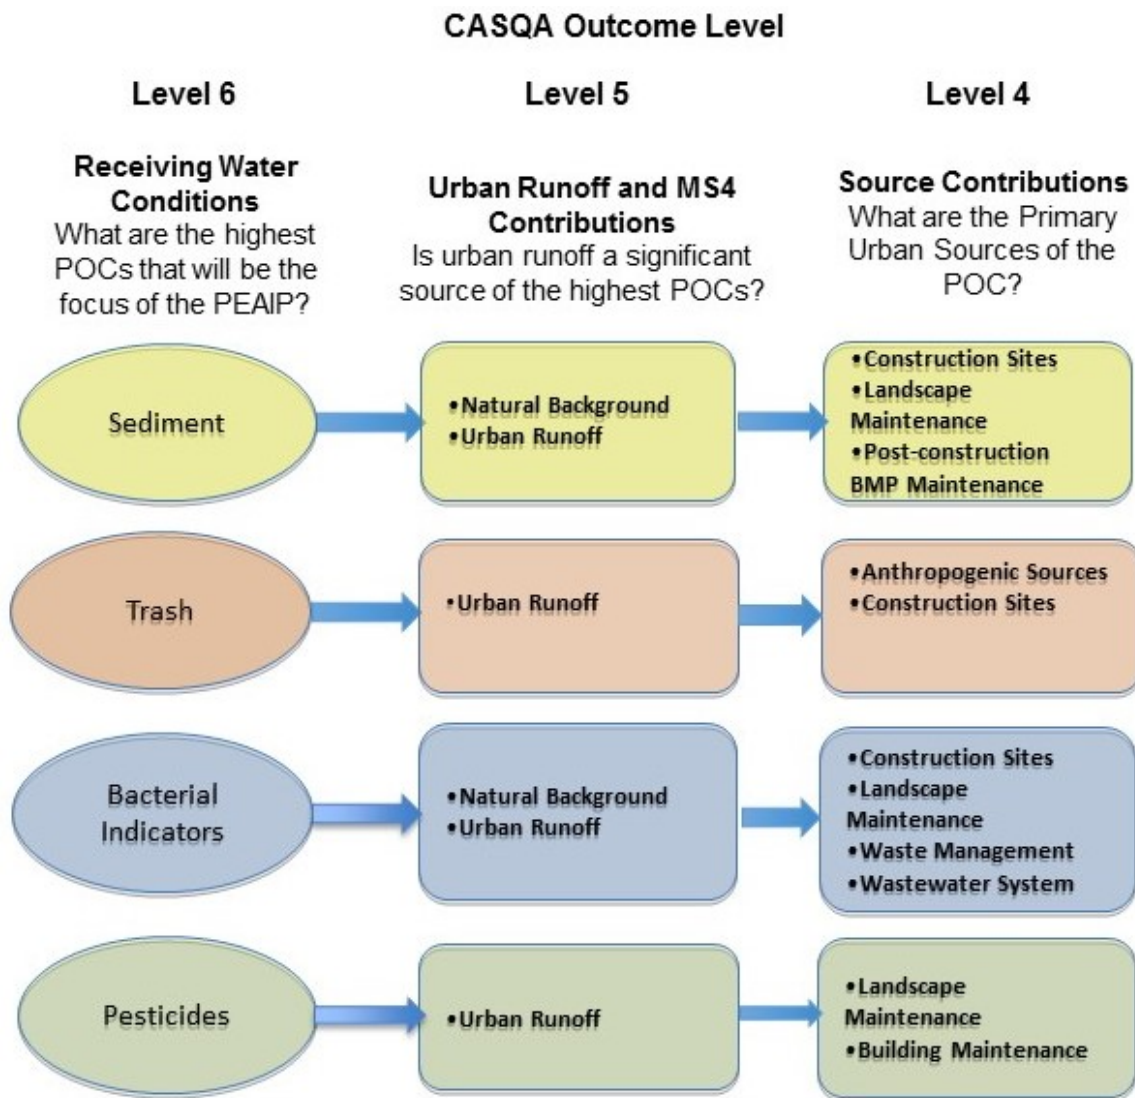 CASQA Outcome Level
Level 6
Level 5
Level 4
Receiving Water
Conditions
What are the highest
POCs that will be the
focus of the PEAIP?
Urban Runoff and MS4
Contributions
Is urban runoff a significant
source of the highest POCs?
Source Contributions
What are the Primary
Urban Sources of the
POC?
Sediment
•Natural Background
•Urban Runoff
•Construction Sites
•Landscape
Maintenance
•Post-construction
BMP Maintenance
Trash
•Urban Runoff
•Anthropogenic Sources
•Construction Sites
Bacterial
Indicators
•Natural Background
•Urban Runoff
•Construction Sites
•Landscape
Maintenance
•Waste Management
•Wastewater System
Pesticides
•Urban Runoff
•Landscape
Maintenance
•Building Maintenance